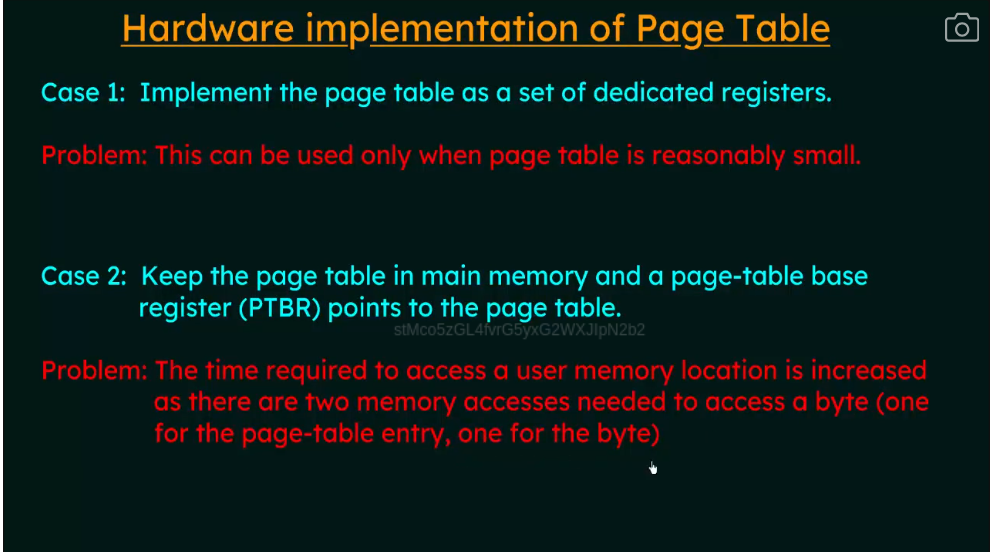 Hardware implementation of Page Table
Case 1: Implement the page table as a set of dedicated registers.
Problem: This can be used only when page table is reasonably small.
Case 2: Keep the page table in main memory and a page-table base
register (PTBR) points to the page table.
stMco5zGL4fvrG5yxG2WXJIpN2b2
Problem: The time required to access a user memory location is increased
as there are two memory accesses needed to access a byte (one
for the page-table entry, one for the byte)